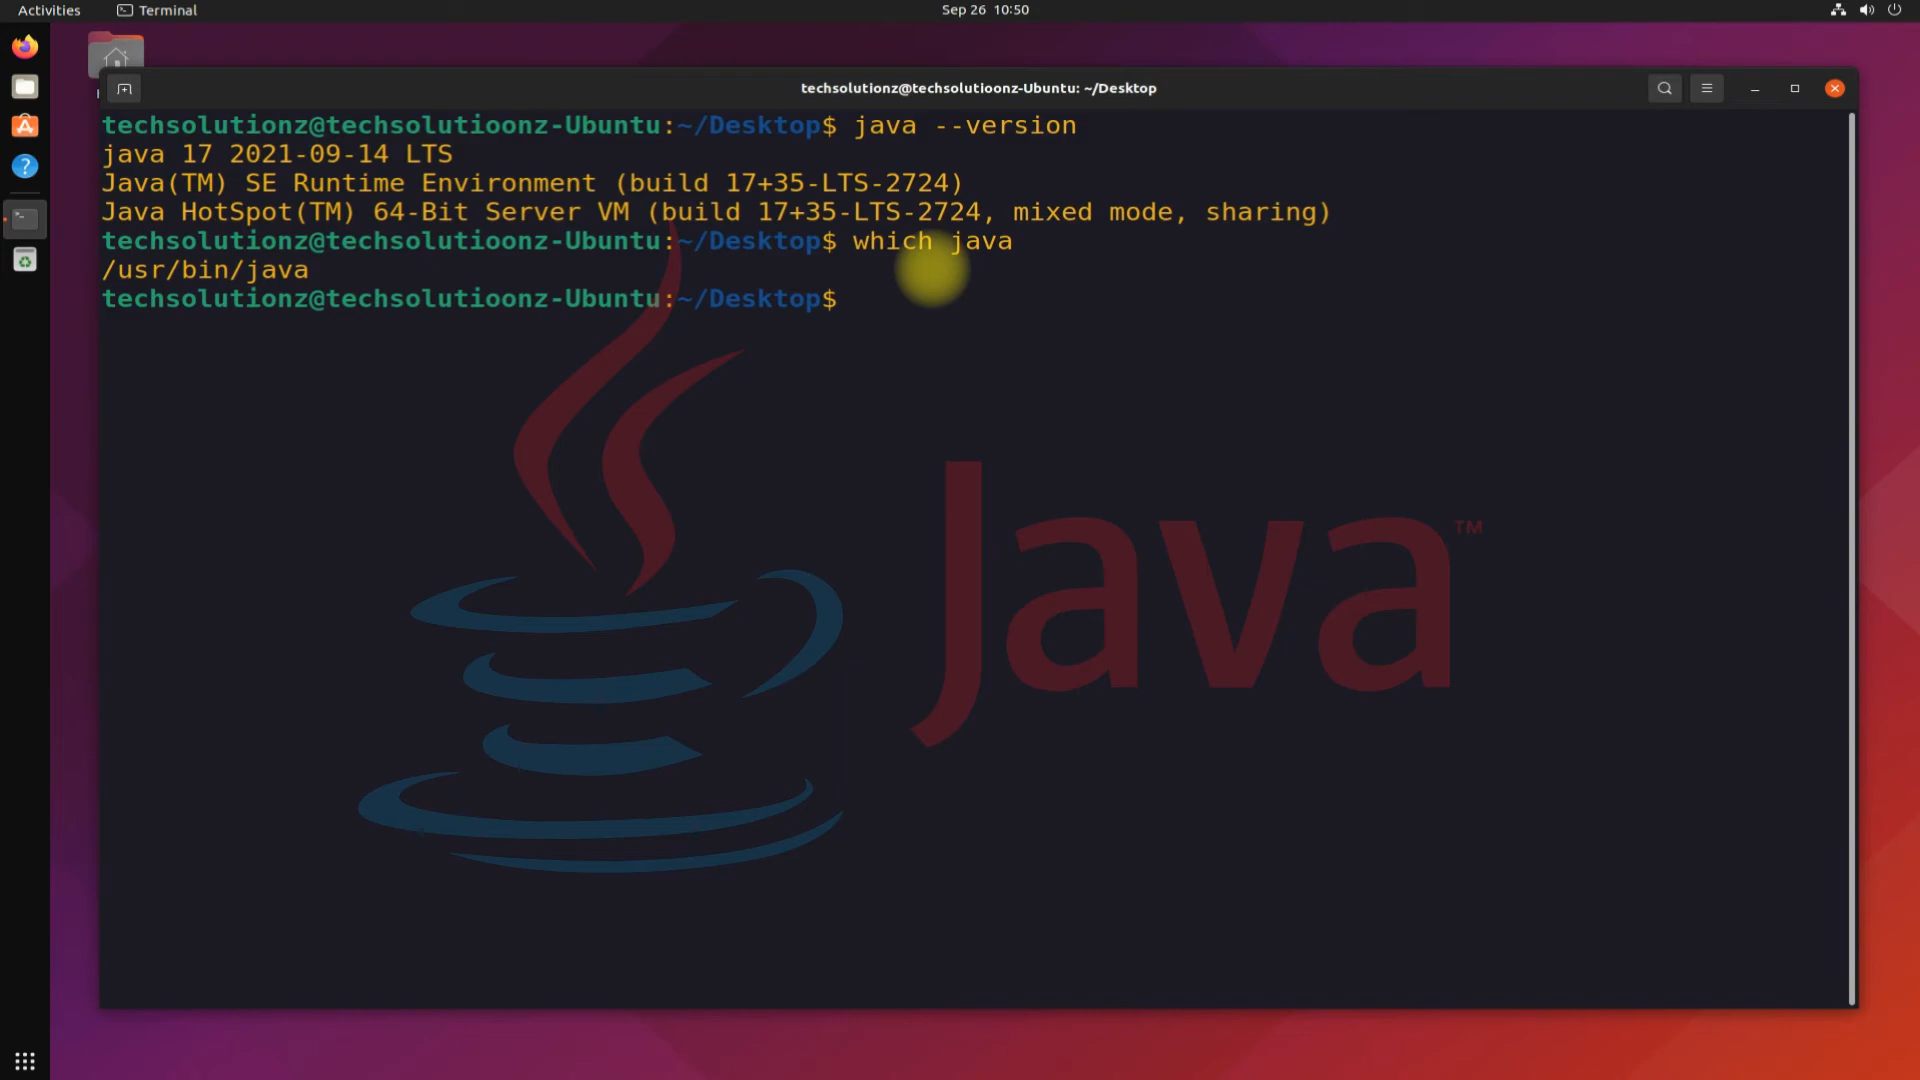 Activities Terminal Sep 26 10:50
techsolutionz@techsolutioonz-Ubuntu: ~/Desktop
techsolutionz@techsolutioonz-Ubuntu:~/Desktop$ java --version
java 17 2021-09-14 LTS
Java(TM) SE Runtime Environment (build 17+35-LTS-2724)
Java HotSpot(TM) 64-Bit Server VM (build 17+35-LTS-2724, mixed mode, sharing)
techsolutionz@techsolutioonz-Ubuntu:~/Desktop$ which java
/usr/bin/java
techsolutionz@techsolutioonz-Ubuntu:~/Desktop$
Java™